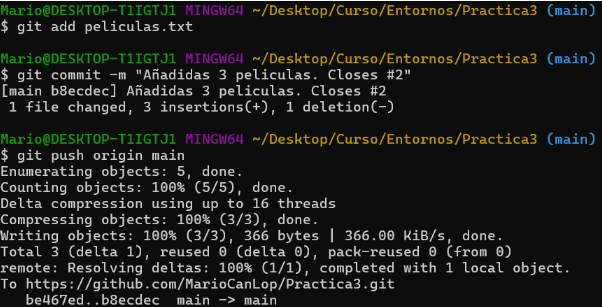 Mario@DESKTOP-T1IGTJ1 MINGW64 ~/Desktop/Curso/Entornos/Practica3 (main)
$ git add peliculas.txt
Mario@DESKTOP-T1IGTJ1 MINGW64 ~/Desktop/Curso/Entornos/Practica3 (main)
$ git commit -m "Añadidas 3 peliculas. Closes #2"
[main b8ecdec] Añadidas 3 peliculas. Closes #2
 1 file changed, 3 insertions(+), 1 deletion(-)
Mario@DESKTOP-T1IGTJ1 MINGW64 ~/Desktop/Curso/Entornos/Practica3 (main)
$ git push origin main
Enumerating objects: 5, done.
Counting objects: 100% (5/5), done.
Delta compression using up to 16 threads
Compressing objects: 100% (3/3), done.
Writing objects: 100% (3/3), 366 bytes | 366.00 KiB/s, done.
Total 3 (delta 1), reused 0 (delta 0), pack-reused 0 (from 0)
remote: Resolving deltas: 100% (1/1), completed with 1 local object.
To https://github.com/MarioCanLop/Practica3.git
   be467ed..b8ecdec  main -> main